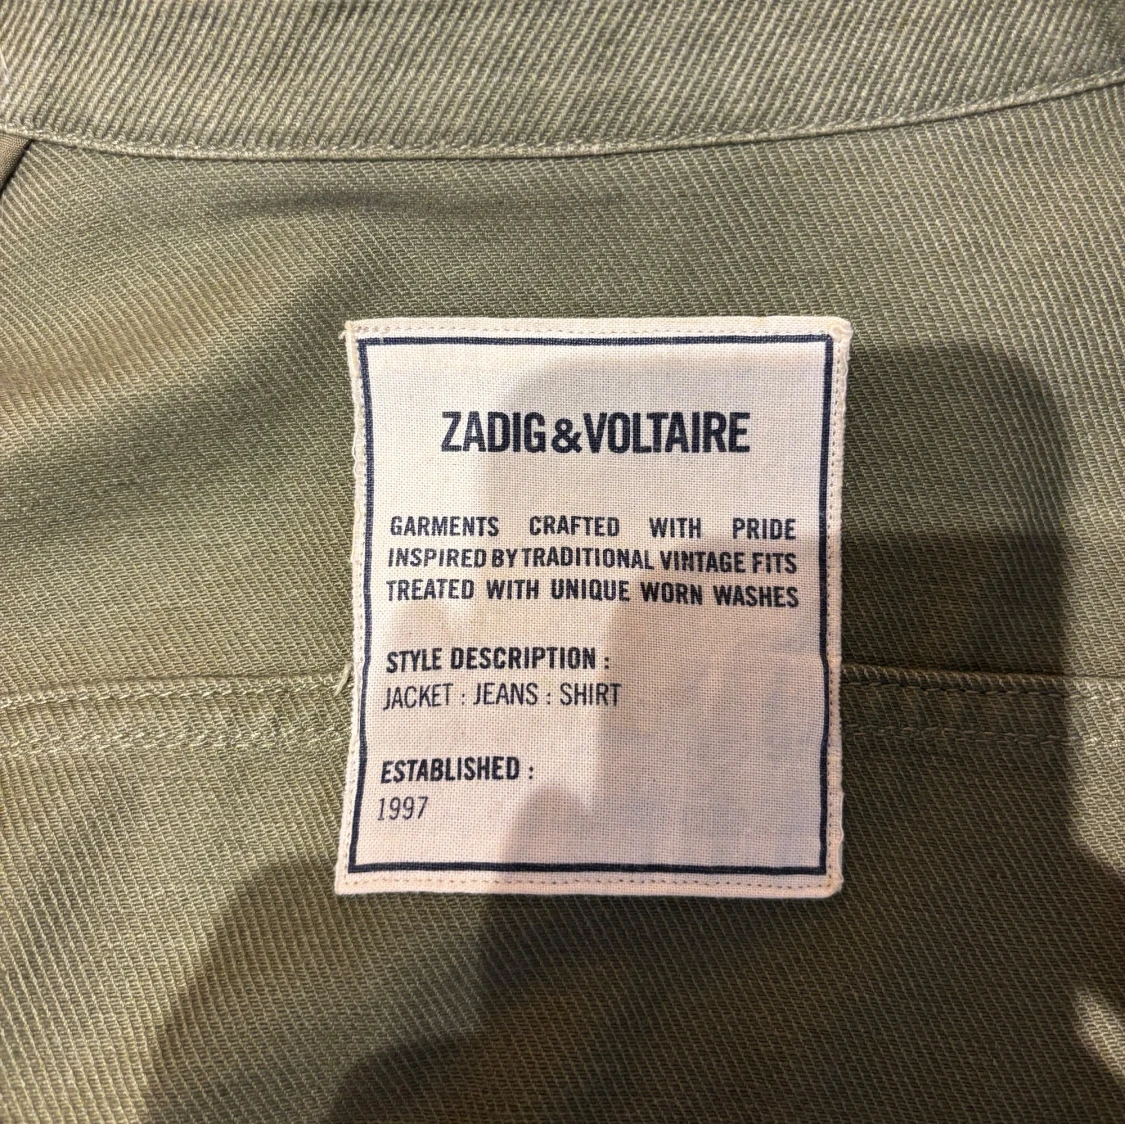 ZADIG&VOLTAIRE
GARMENTS CRAFTED WITH PRIDE
INSPIRED BY TRADITIONAL VINTAGE FITS
TREATED WITH UNIQUE WORN WASHES
STYLE DESCRIPTION :
JACKET : JEANS : SHIRT
ESTABLISHED :
1997